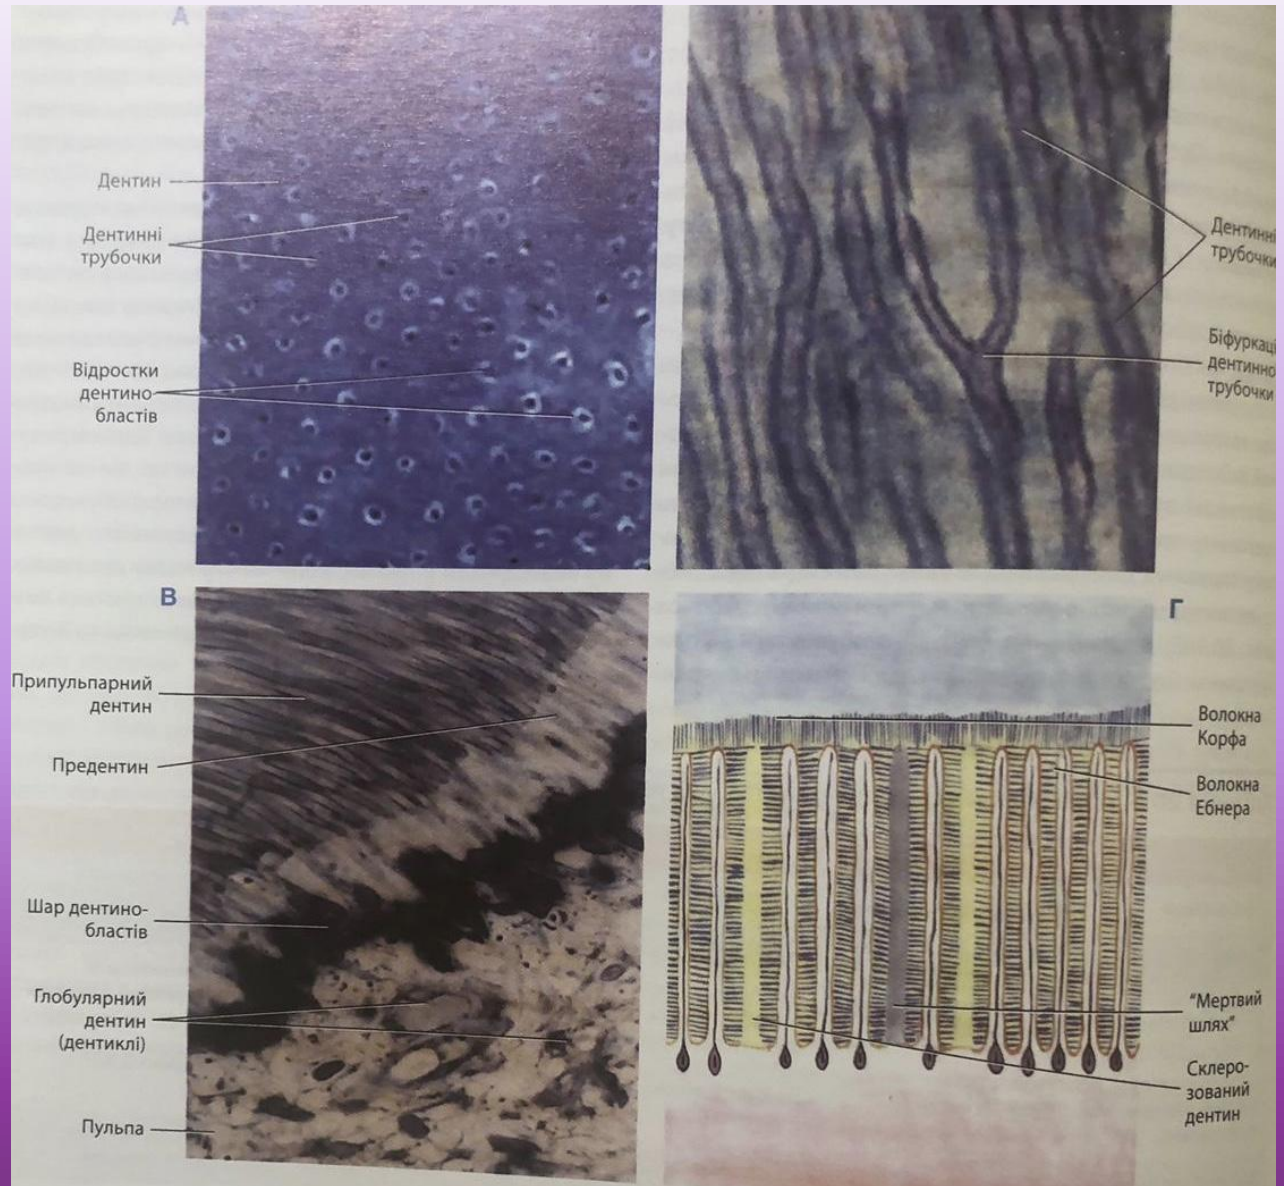 А
Дентин
Дентинні
трубочки
Відростки
дентино-
бластів
Дентинні
трубочки
Біфуркаці
дентинно
трубочки
В
Припульпарний
дентин
Предентин
Шар дентино-
бластів
Глобулярний
дентин
(дентиклі)
Пульпа
Г
Волокна
Корфа
Волокна
Ебнера
"Мертвий
шлях"
Склеро-
зований
дентин